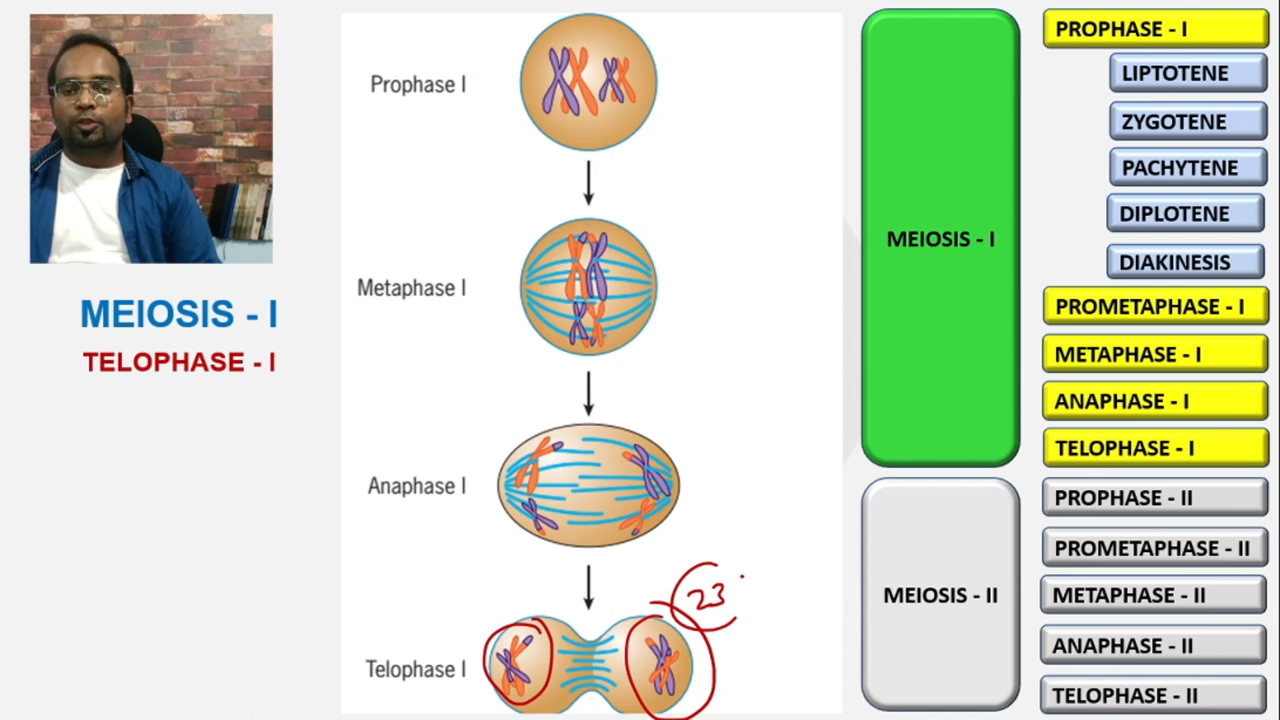 MEIOSIS - I
TELOPHASE - I
Prophase I
Metaphase I
Anaphase I
Telophase I
23
MEIOSIS - I
MEIOSIS - II
PROPHASE - I
LIPTOTENE
ZYGOTENE
PACHYTENE
DIPLOTENE
DIAKINESIS
PROMETAPHASE - I
METAPHASE - I
ANAPHASE - I
TELOPHASE - I
PROPHASE - II
PROMETAPHASE - II
METAPHASE - II
ANAPHASE - II
TELOPHASE - II